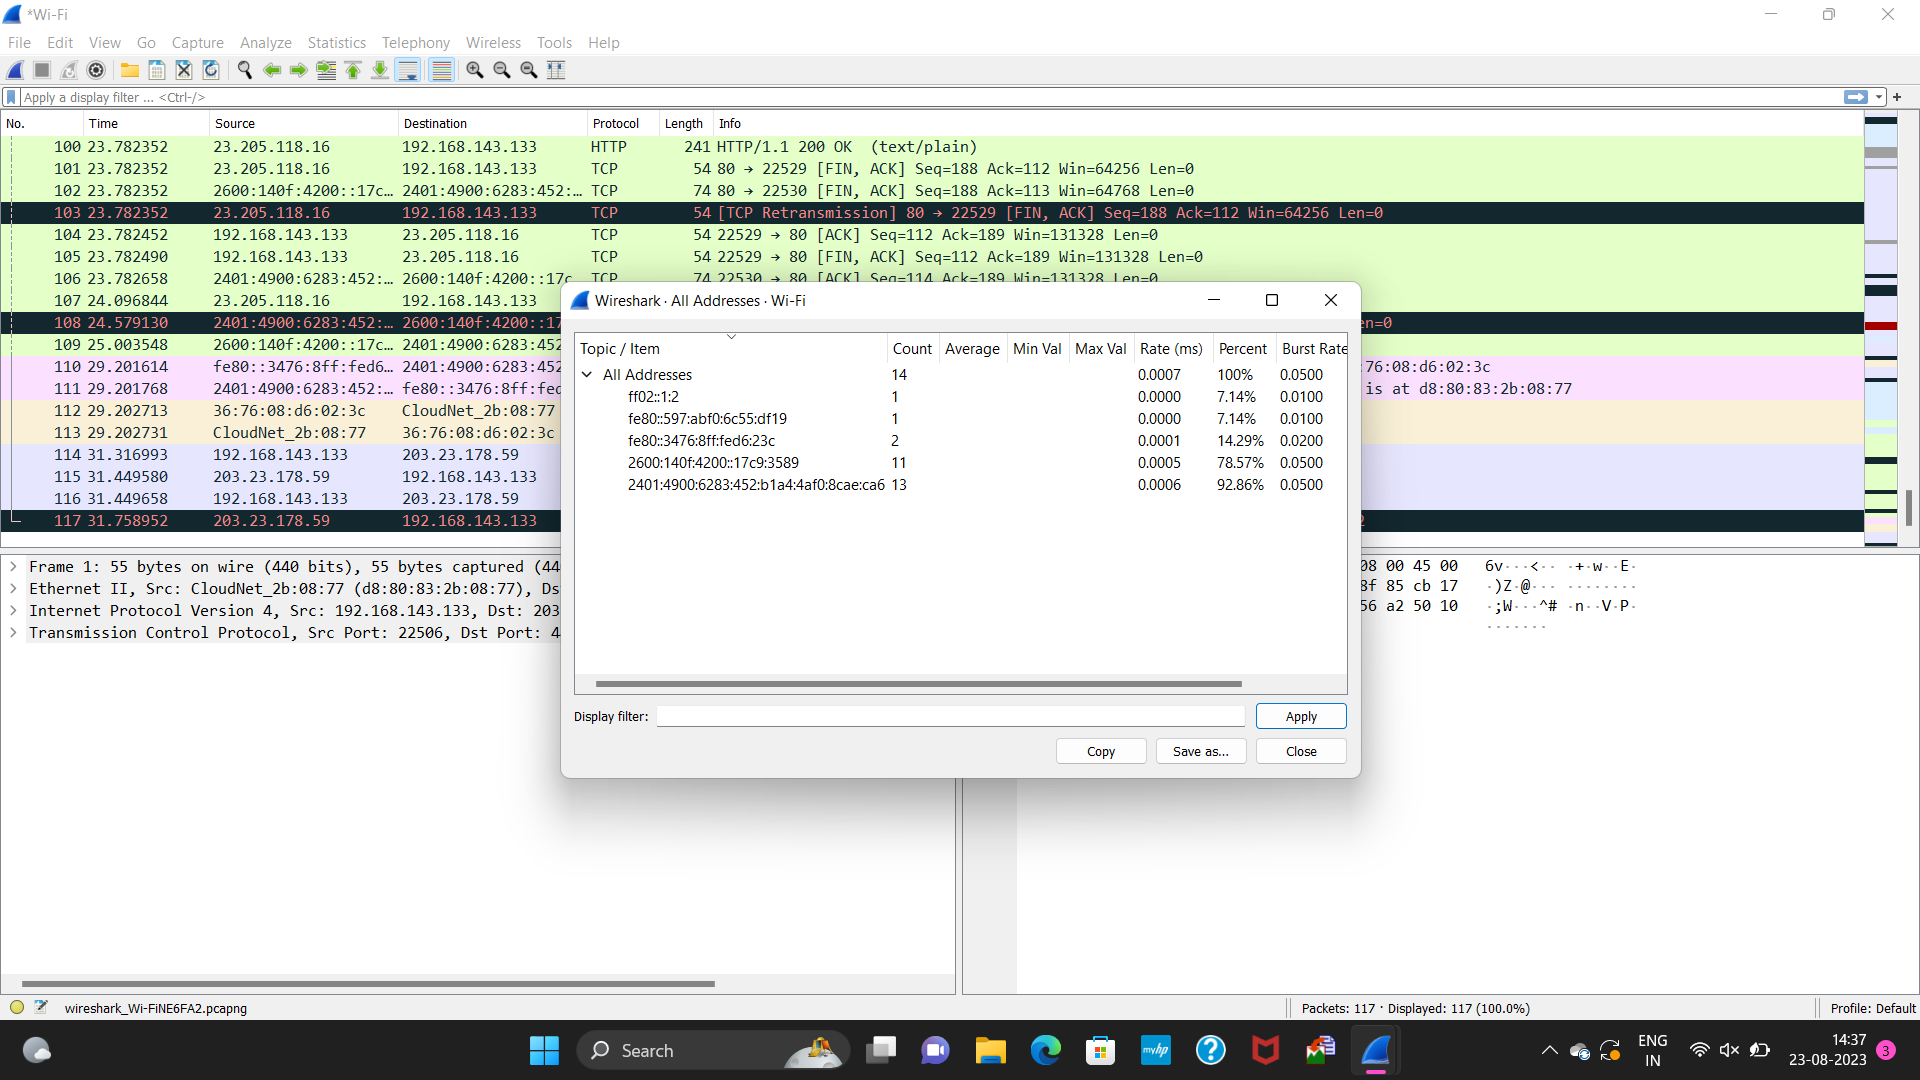 *Wi-Fi
File Edit View Go Capture Analyze Statistics Telephony Wireless Tools Help
Apply a display filter ... <Ctrl-/>
No. Time Source Destination Protocol Length Info
100 23.782352 23.205.118.16 192.168.143.133 HTTP 241 HTTP/1.1 200 OK (text/plain)
101 23.782352 23.205.118.16 192.168.143.133 TCP 54 80 → 22529 [FIN, ACK] Seq=188 Ack=112 Win=64256 Len=0
102 23.782352 2600:140f:4200::17c… 2401:4900:6283:452:… TCP 74 80 → 22530 [FIN, ACK] Seq=188 Ack=113 Win=64768 Len=0
103 23.782352 23.205.118.16 192.168.143.133 TCP 54 [TCP Retransmission] 80 → 22529 [FIN, ACK] Seq=188 Ack=112 Win=64256 Len=0
104 23.782452 192.168.143.133 23.205.118.16 TCP 54 22529 → 80 [ACK] Seq=112 Ack=189 Win=131328 Len=0
105 23.782490 192.168.143.133 23.205.118.16 TCP 54 22529 → 80 [FIN, ACK] Seq=112 Ack=189 Win=131328 Len=0
106 23.782658 2401:4900:6283:452:… 2600:140f:4200::17c TCP 74 22530 → 80 [ACK] Seq=114 Ack=189 Win=131328 Len=0
107 24.096844 23.205.118.16 192.168.143.133
108 24.579130 2401:4900:6283:452:… 2600:140f:4200::17 en=0
109 25.003548 2600:140f:4200::17c… 2401:4900:6283:452
110 29.201614 fe80::3476:8ff:fed6… 2401:4900:6283:452 76:08:d6:02:3c
111 29.201768 2401:4900:6283:452:… fe80::3476:8ff:fed is at d8:80:83:2b:08:77
112 29.202713 36:76:08:d6:02:3c CloudNet_2b:08:77
113 29.202731 CloudNet_2b:08:77 36:76:08:d6:02:3c
114 31.316993 192.168.143.133 203.23.178.59
115 31.449580 203.23.178.59 192.168.143.133
116 31.449658 192.168.143.133 203.23.178.59
117 31.758952 203.23.178.59 192.168.143.133 2
Wireshark · All Addresses · Wi-Fi
Topic / Item Count Average Min Val Max Val Rate (ms) Percent Burst Rate
All Addresses 14 0.0007 100% 0.0500
ff02::1:2 1 0.0000 7.14% 0.0100
fe80::597:abf0:6c55:df19 1 0.0000 7.14% 0.0100
fe80::3476:8ff:fed6:23c 2 0.0001 14.29% 0.0200
2600:140f:4200::17c9:3589 11 0.0005 78.57% 0.0500
2401:4900:6283:452:b1a4:4af0:8cae:ca6 13 0.0006 92.86% 0.0500
Display filter: Apply
Copy Save as... Close
Frame 1: 55 bytes on wire (440 bits), 55 bytes captured (44
Ethernet II, Src: CloudNet_2b:08:77 (d8:80:83:2b:08:77), Ds
Internet Protocol Version 4, Src: 192.168.143.133, Dst: 203
Transmission Control Protocol, Src Port: 22506, Dst Port: 4
08 00 45 00 6v···<·· ·+·w··E·
8f 85 cb 17 ·)Z·@··· ········
56 a2 50 10 ·;W···^# ·n··V·P·
·······
wireshark_Wi-FiNE6FA2.pcapng
Packets: 117 · Displayed: 117 (100.0%)
Profile: Default
Search
myhp
ENG
IN
14:37
23-08-2023
3